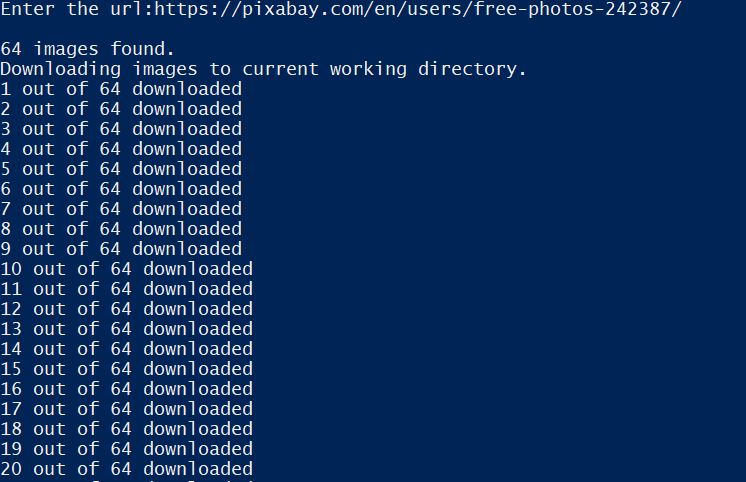 Enter the url:https://pixabay.com/en/users/free-photos-242387/
64 images found.
Downloading images to current working directory.
1 out of 64 downloaded
2 out of 64 downloaded
3 out of 64 downloaded
4 out of 64 downloaded
5 out of 64 downloaded
6 out of 64 downloaded
7 out of 64 downloaded
8 out of 64 downloaded
9 out of 64 downloaded
10 out of 64 downloaded
11 out of 64 downloaded
12 out of 64 downloaded
13 out of 64 downloaded
14 out of 64 downloaded
15 out of 64 downloaded
16 out of 64 downloaded
17 out of 64 downloaded
18 out of 64 downloaded
19 out of 64 downloaded
20 out of 64 downloaded